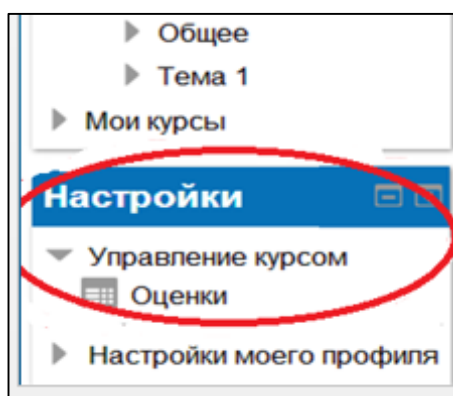 Общее
Тема 1
Мои курсы
Настройки
Управление курсом
Оценки
Настройки моего профиля